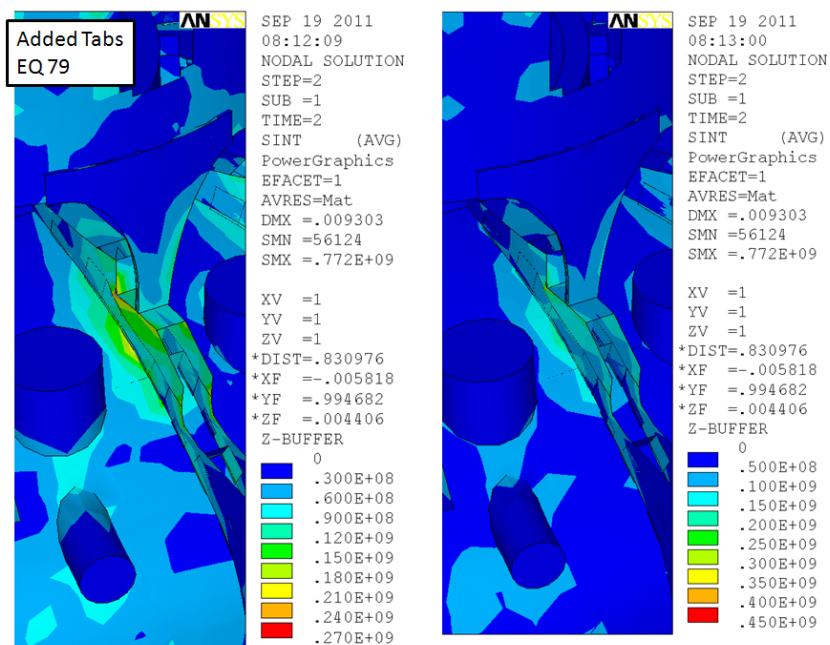 Added Tabs
EQ 79
ANSYS
SEP 19 2011
08:12:09
NODAL SOLUTION
STEP=2
SUB =1
TIME=2
SINT (AVG)
PowerGraphics
EFACET=1
AVRES=Mat
DMX =.009303
SMN =56124
SMX =.772E+09
XV =1
YV =1
ZV =1
*DIST=.830976
*XF =-.005818
*YF =.994682
*ZF =.004406
Z-BUFFER
0
.300E+08
.600E+08
.900E+08
.120E+09
.150E+09
.180E+09
.210E+09
.240E+09
.270E+09
ANSYS
SEP 19 2011
08:13:00
NODAL SOLUTION
STEP=2
SUB =1
TIME=2
SINT (AVG)
PowerGraphics
EFACET=1
AVRES=Mat
DMX =.009303
SMN =56124
SMX =.772E+09
XV =1
YV =1
ZV =1
*DIST=.830976
*XF =-.005818
*YF =.994682
*ZF =.004406
Z-BUFFER
0
.500E+08
.100E+09
.150E+09
.200E+09
.250E+09
.300E+09
.350E+09
.400E+09
.450E+09